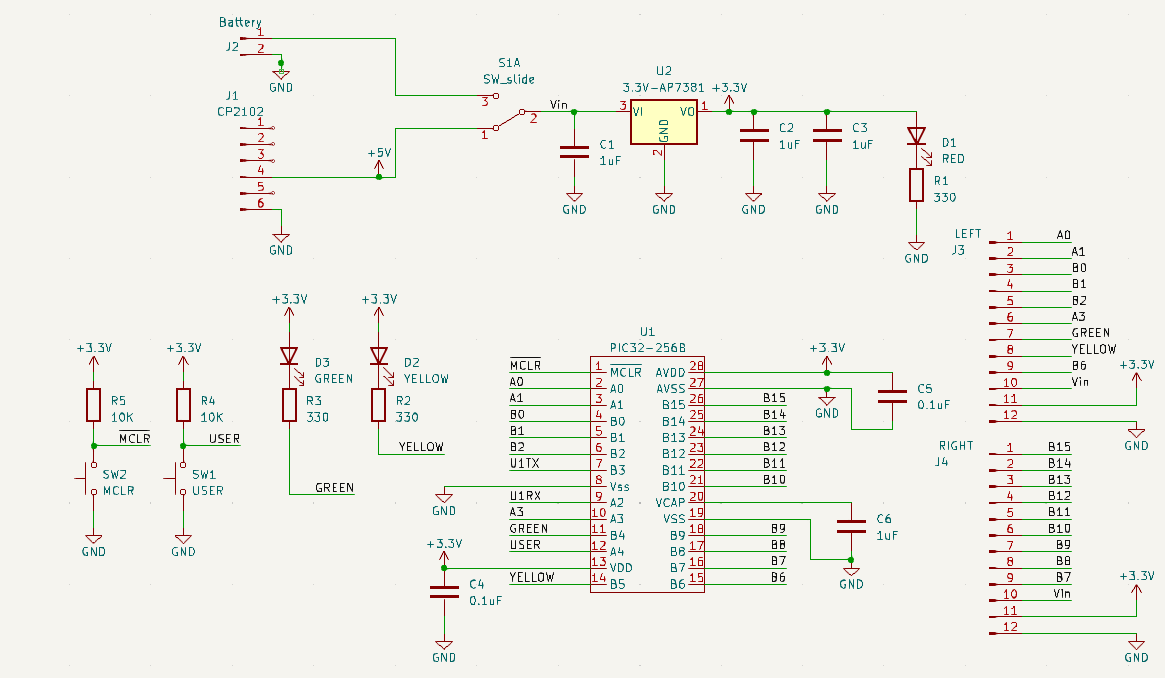 Battery
1
J2
2
GND
J1
CP2102
1
2
3
4
5
6
+5V
GND
S1A
SW_slide
3
2
1
Vin
U2
3.3V-AP7381
3
VI
VO
1
GND
2
+3.3V
C1
1uF
GND
GND
C2
1uF
GND
C3
1uF
GND
D1
RED
R1
330
GND
LEFT
J3
1 A0
2 A1
3 B0
4 B1
5 B2
6 A3
7 GREEN
8 YELLOW
9 B6
10 Vin
11
12
+3.3V
GND
+3.3V
R5
10K
MCLR
SW2
MCLR
GND
+3.3V
R4
10K
USER
SW1
USER
GND
+3.3V
D3
GREEN
R3
330
GREEN
+3.3V
D2
YELLOW
R2
330
YELLOW
U1
PIC32-256B
MCLR 1 MCLR
A0 2 A0
A1 3 A1
B0 4 B0
B1 5 B1
B2 6 B2
U1TX 7 B3
8 Vss
U1RX 9 A2
A3 10 A3
GREEN 11 B4
USER 12 A4
13 VDD
YELLOW 14 B5
AVDD 28
AVSS 27
B15 26 B15
B14 25 B14
B13 24 B13
B12 23 B12
B11 22 B11
B10 21 B10
VCAP 20
VSS 19
B9 18 B9
B8 17 B8
B7 16 B7
B6 15 B6
GND
+3.3V
C4
0.1uF
GND
+3.3V
GND
C5
0.1uF
C6
1uF
GND
RIGHT
J4
1 B15
2 B14
3 B13
4 B12
5 B11
6 B10
7 B9
8 B8
9 B7
10 Vin
11
12
+3.3V
GND